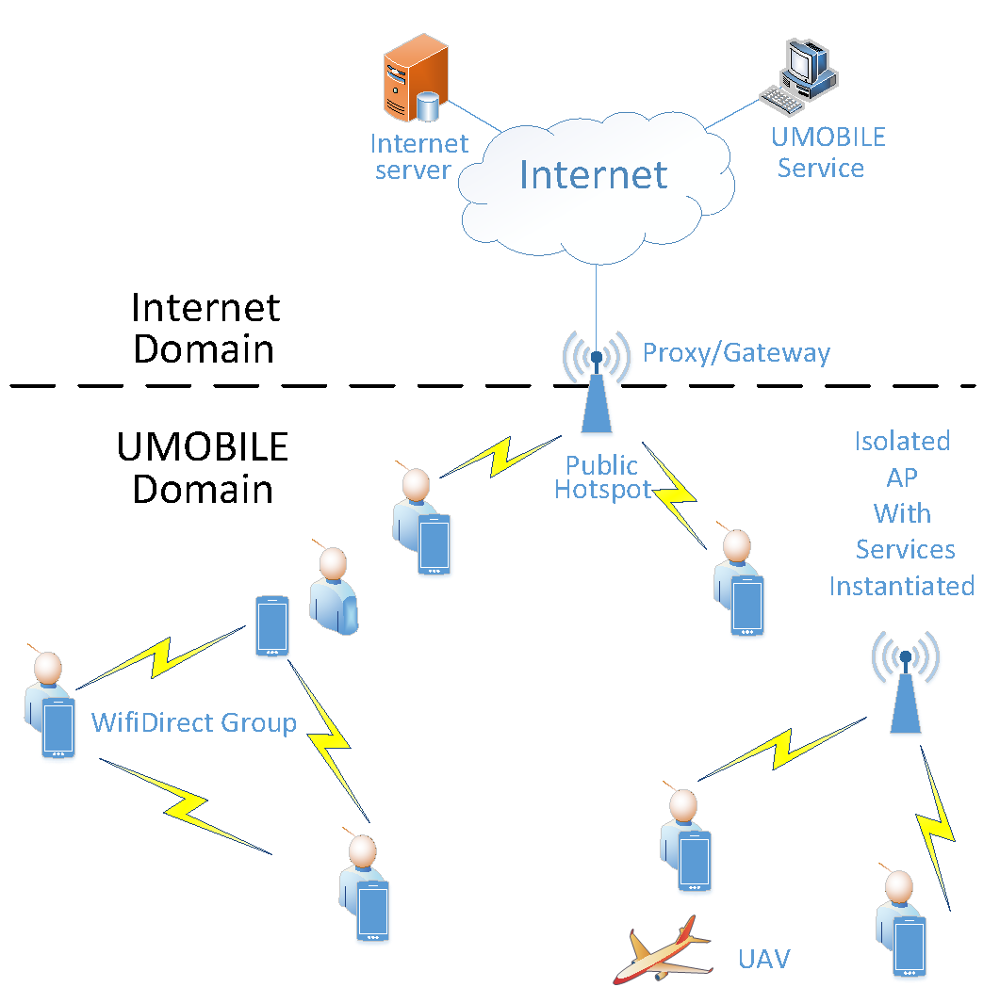 Internet
server
UMOBILE
Service
Internet
Internet
Domain
Proxy/Gateway
UMOBILE
Domain
Public
Hotspot
Isolated
AP
With
Services
Instantiated
WifiDirect Group
UAV